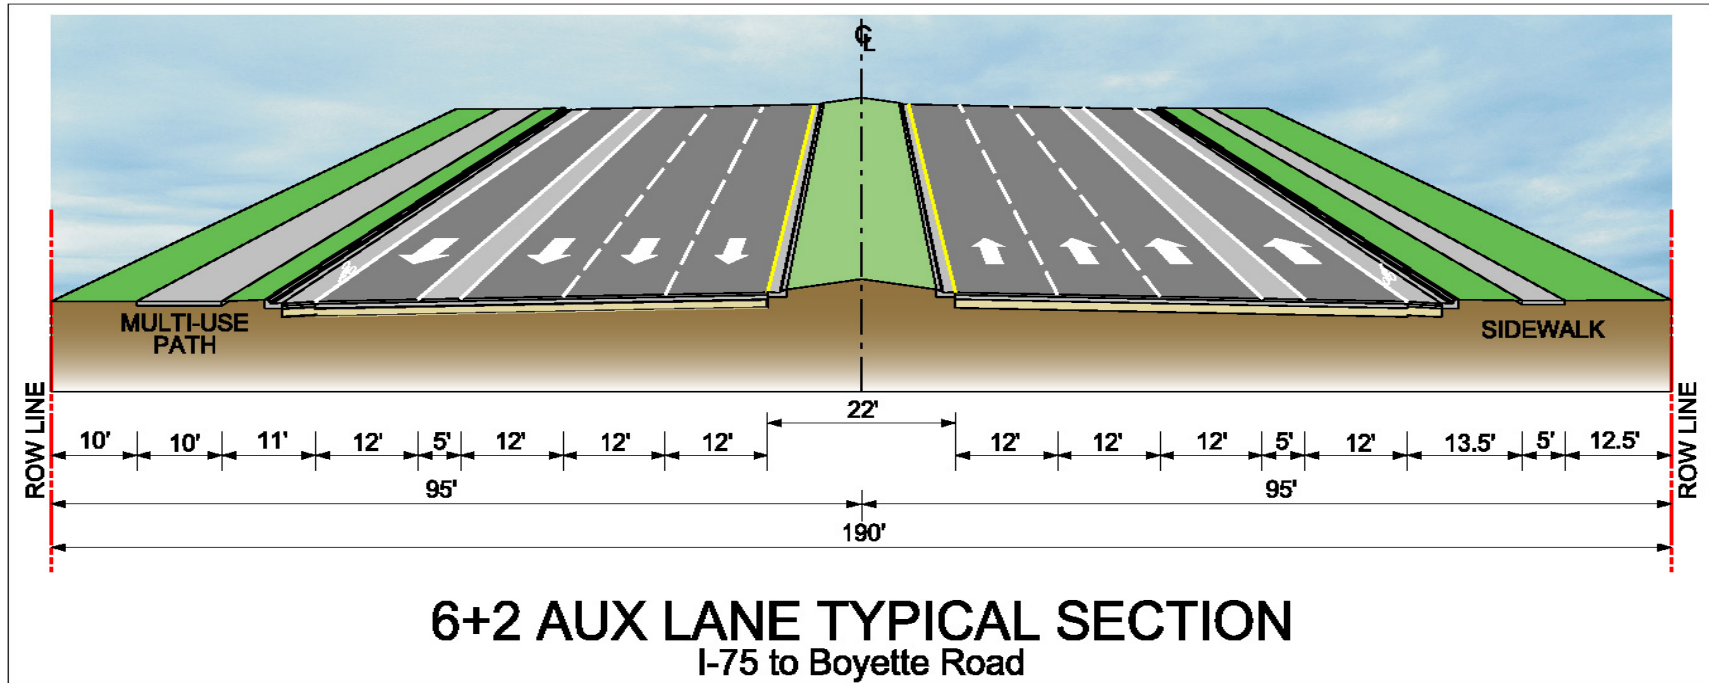 ℄
MULTI-USE
PATH
SIDEWALK
ROW LINE
ROW LINE
22'
10' 10' 11' 12' 5' 12' 12' 12' 12' 12' 12' 5' 12' 13.5' 5' 12.5'
95' 95'
190'
6+2 AUX LANE TYPICAL SECTION
I-75 to Boyette Road